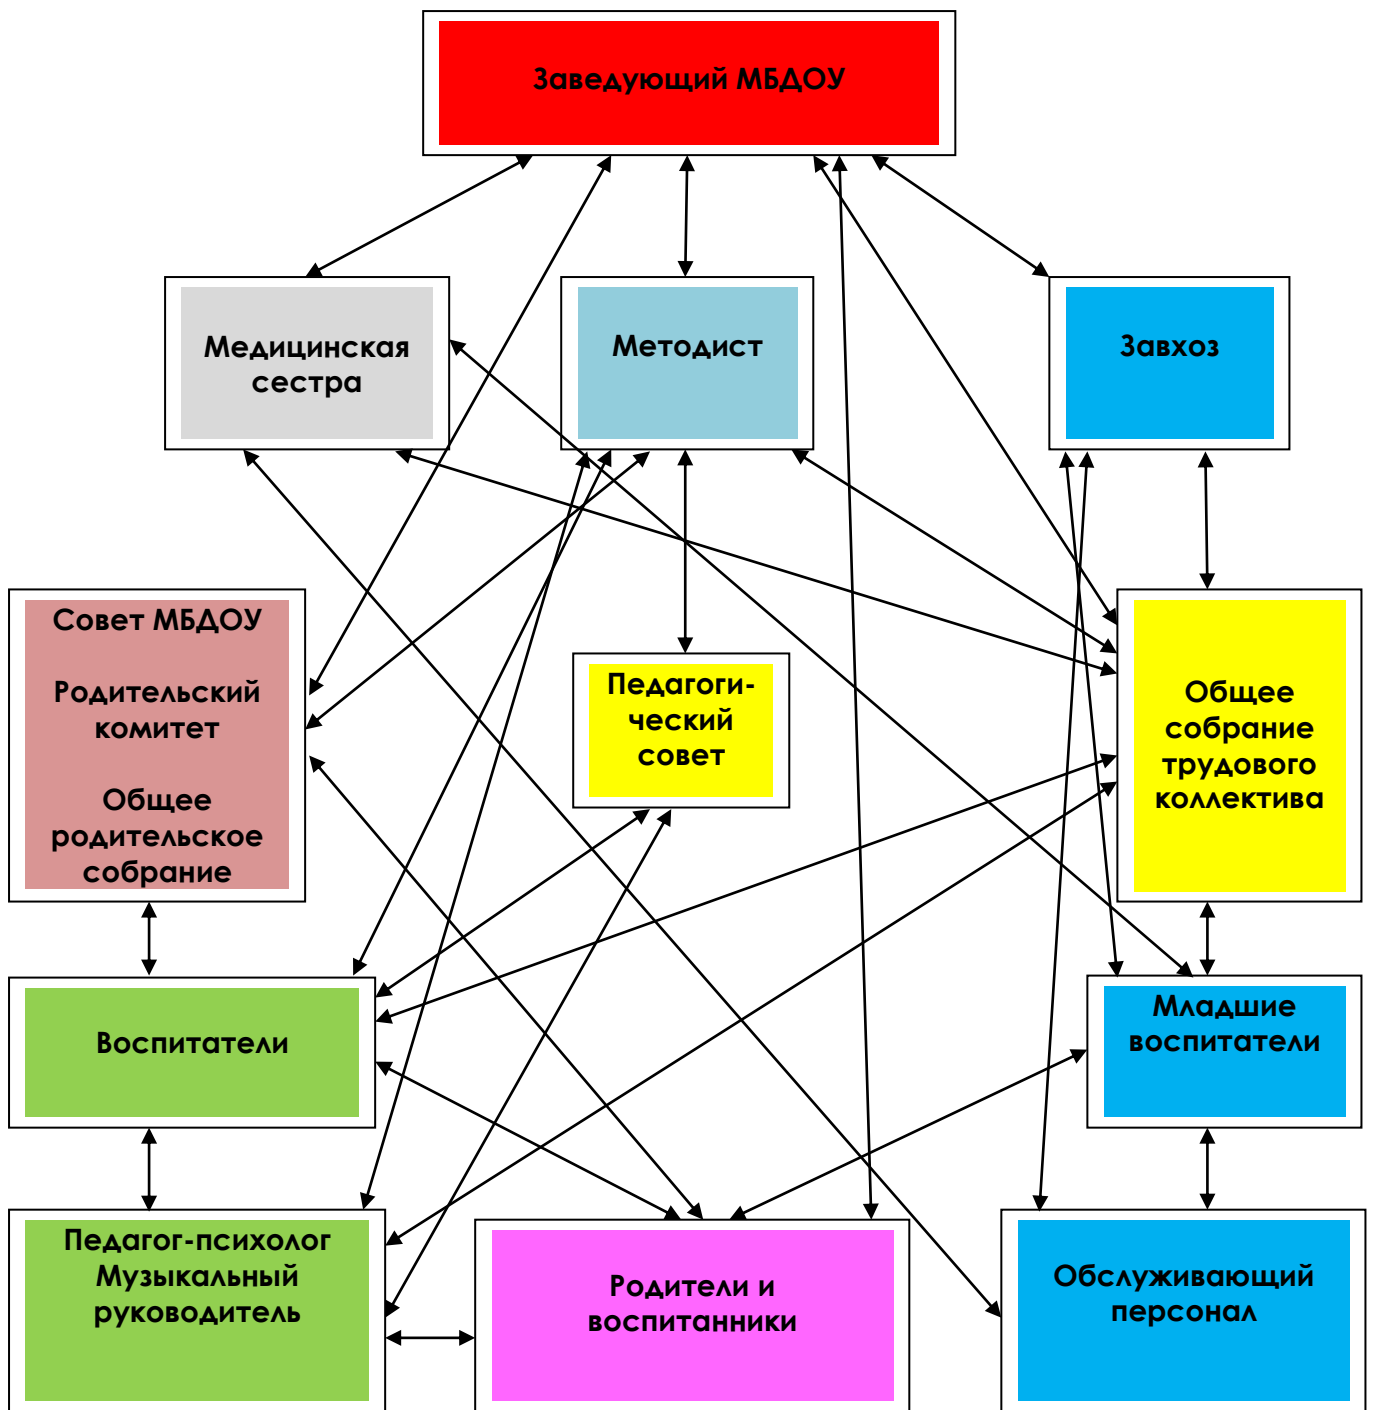 Заведующий МБДОУ
Медицинская
сестра
Методист
Завхоз
Совет МБДОУ
Родительский
комитет
Общее
родительское
собрание
Педагоги-
ческий
совет
Общее
собрание
трудового
коллектива
Воспитатели
Младшие
воспитатели
Педагог-психолог
Музыкальный
руководитель
Родители и
воспитанники
Обслуживающий
персонал